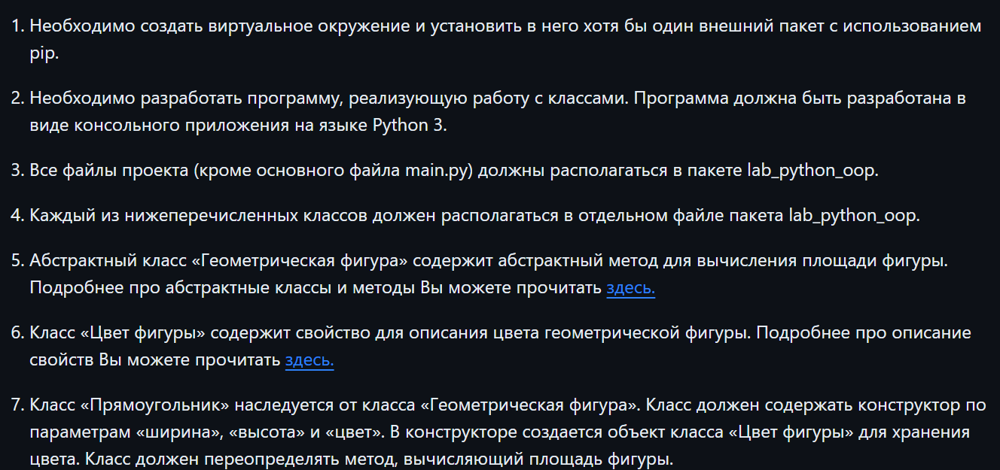 1. Необходимо создать виртуальное окружение и установить в него хотя бы один внешний пакет с использованием
pip.
2. Необходимо разработать программу, реализующую работу с классами. Программа должна быть разработана в
виде консольного приложения на языке Python 3.
3. Все файлы проекта (кроме основного файла main.py) должны располагаться в пакете lab_python_oop.
4. Каждый из нижеперечисленных классов должен располагаться в отдельном файле пакета lab_python_oop.
5. Абстрактный класс «Геометрическая фигура» содержит абстрактный метод для вычисления площади фигуры.
Подробнее про абстрактные классы и методы Вы можете прочитать здесь.
6. Класс «Цвет фигуры» содержит свойство для описания цвета геометрической фигуры. Подробнее про описание
свойств Вы можете прочитать здесь.
7. Класс «Прямоугольник» наследуется от класса «Геометрическая фигура». Класс должен содержать конструктор по
параметрам «ширина», «высота» и «цвет». В конструкторе создается объект класса «Цвет фигуры» для хранения
цвета. Класс должен переопределять метод, вычисляющий площадь фигуры.